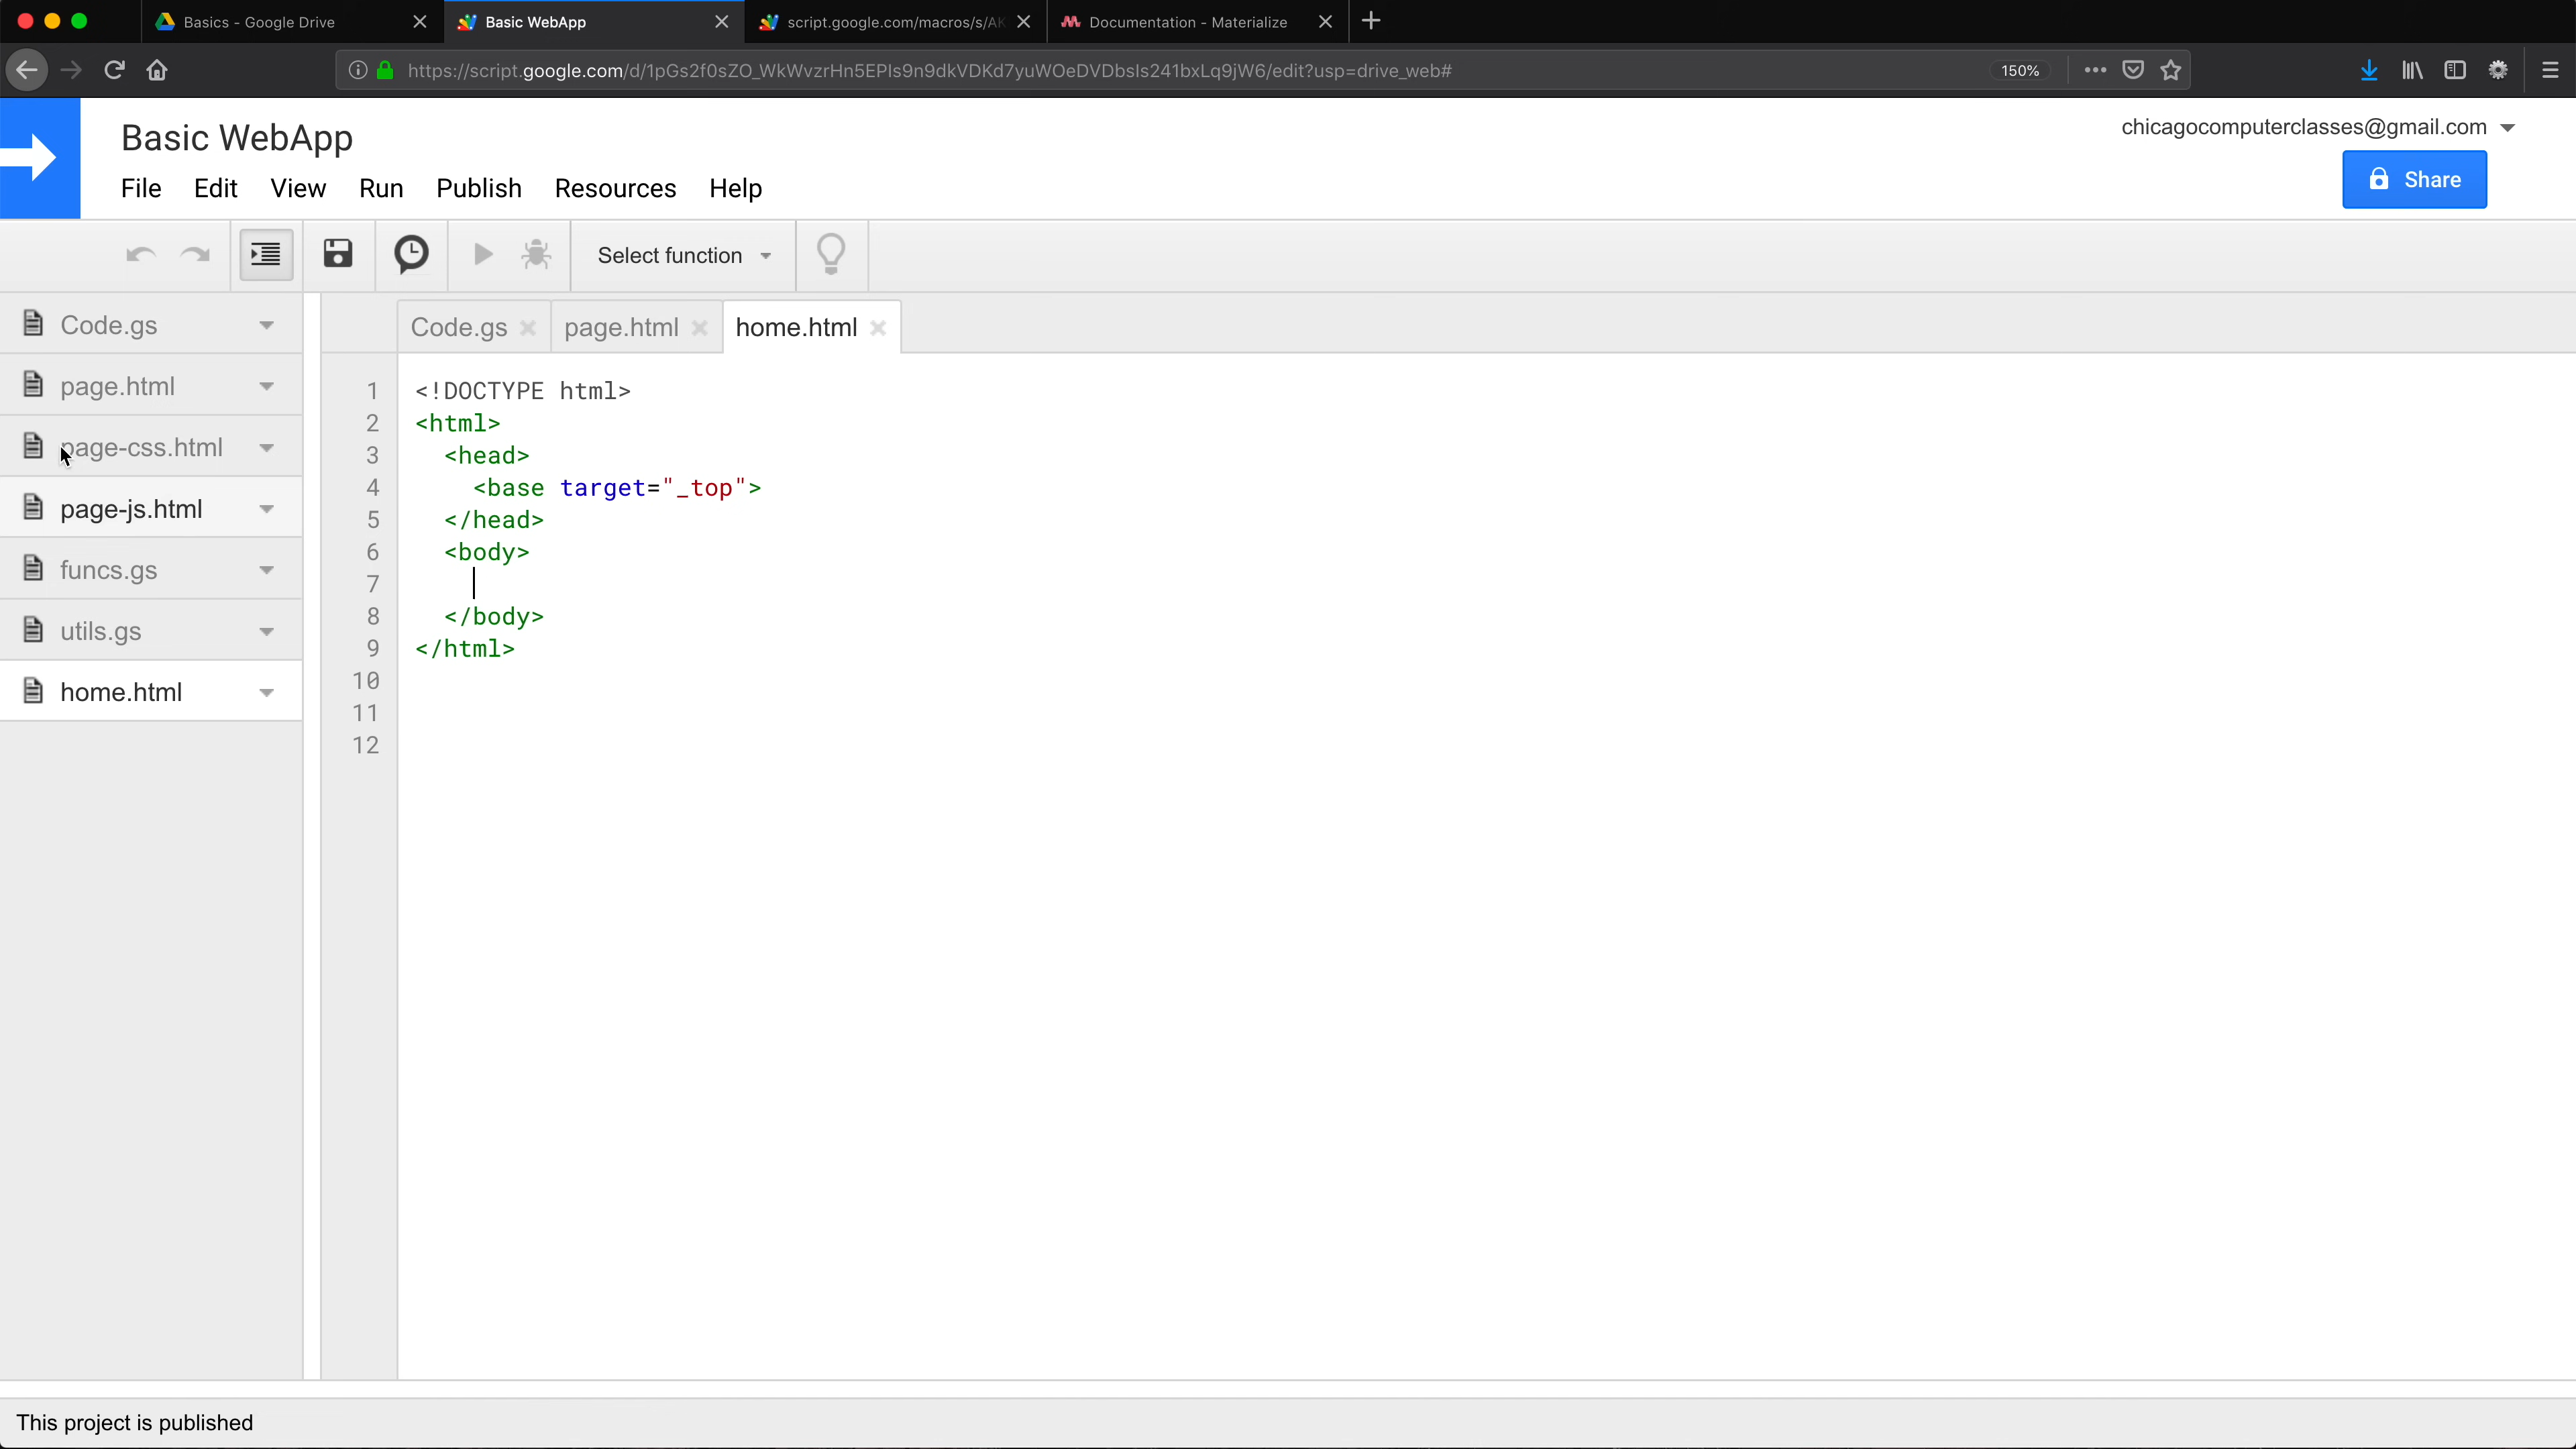 Basics - Google Drive
Basic WebApp
script.google.com/macros/s/AK
Documentation - Materialize
https://script.google.com/d/1pGs2f0sZO_WkWvzrHn5EPIs9n9dkVDKd7yuWOeDVDbsIs241bxLq9jW6/edit?usp=drive_web#
150%
Basic WebApp
chicagocomputerclasses@gmail.com
File Edit View Run Publish Resources Help
Share
Select function
Code.gs
page.html
page-css.html
page-js.html
funcs.gs
utils.gs
home.html
Code.gs page.html home.html
1 <!DOCTYPE html>
2 <html>
3 <head>
4 <base target="_top">
5 </head>
6 <body>
7
8 </body>
9 </html>
10
11
12
This project is published